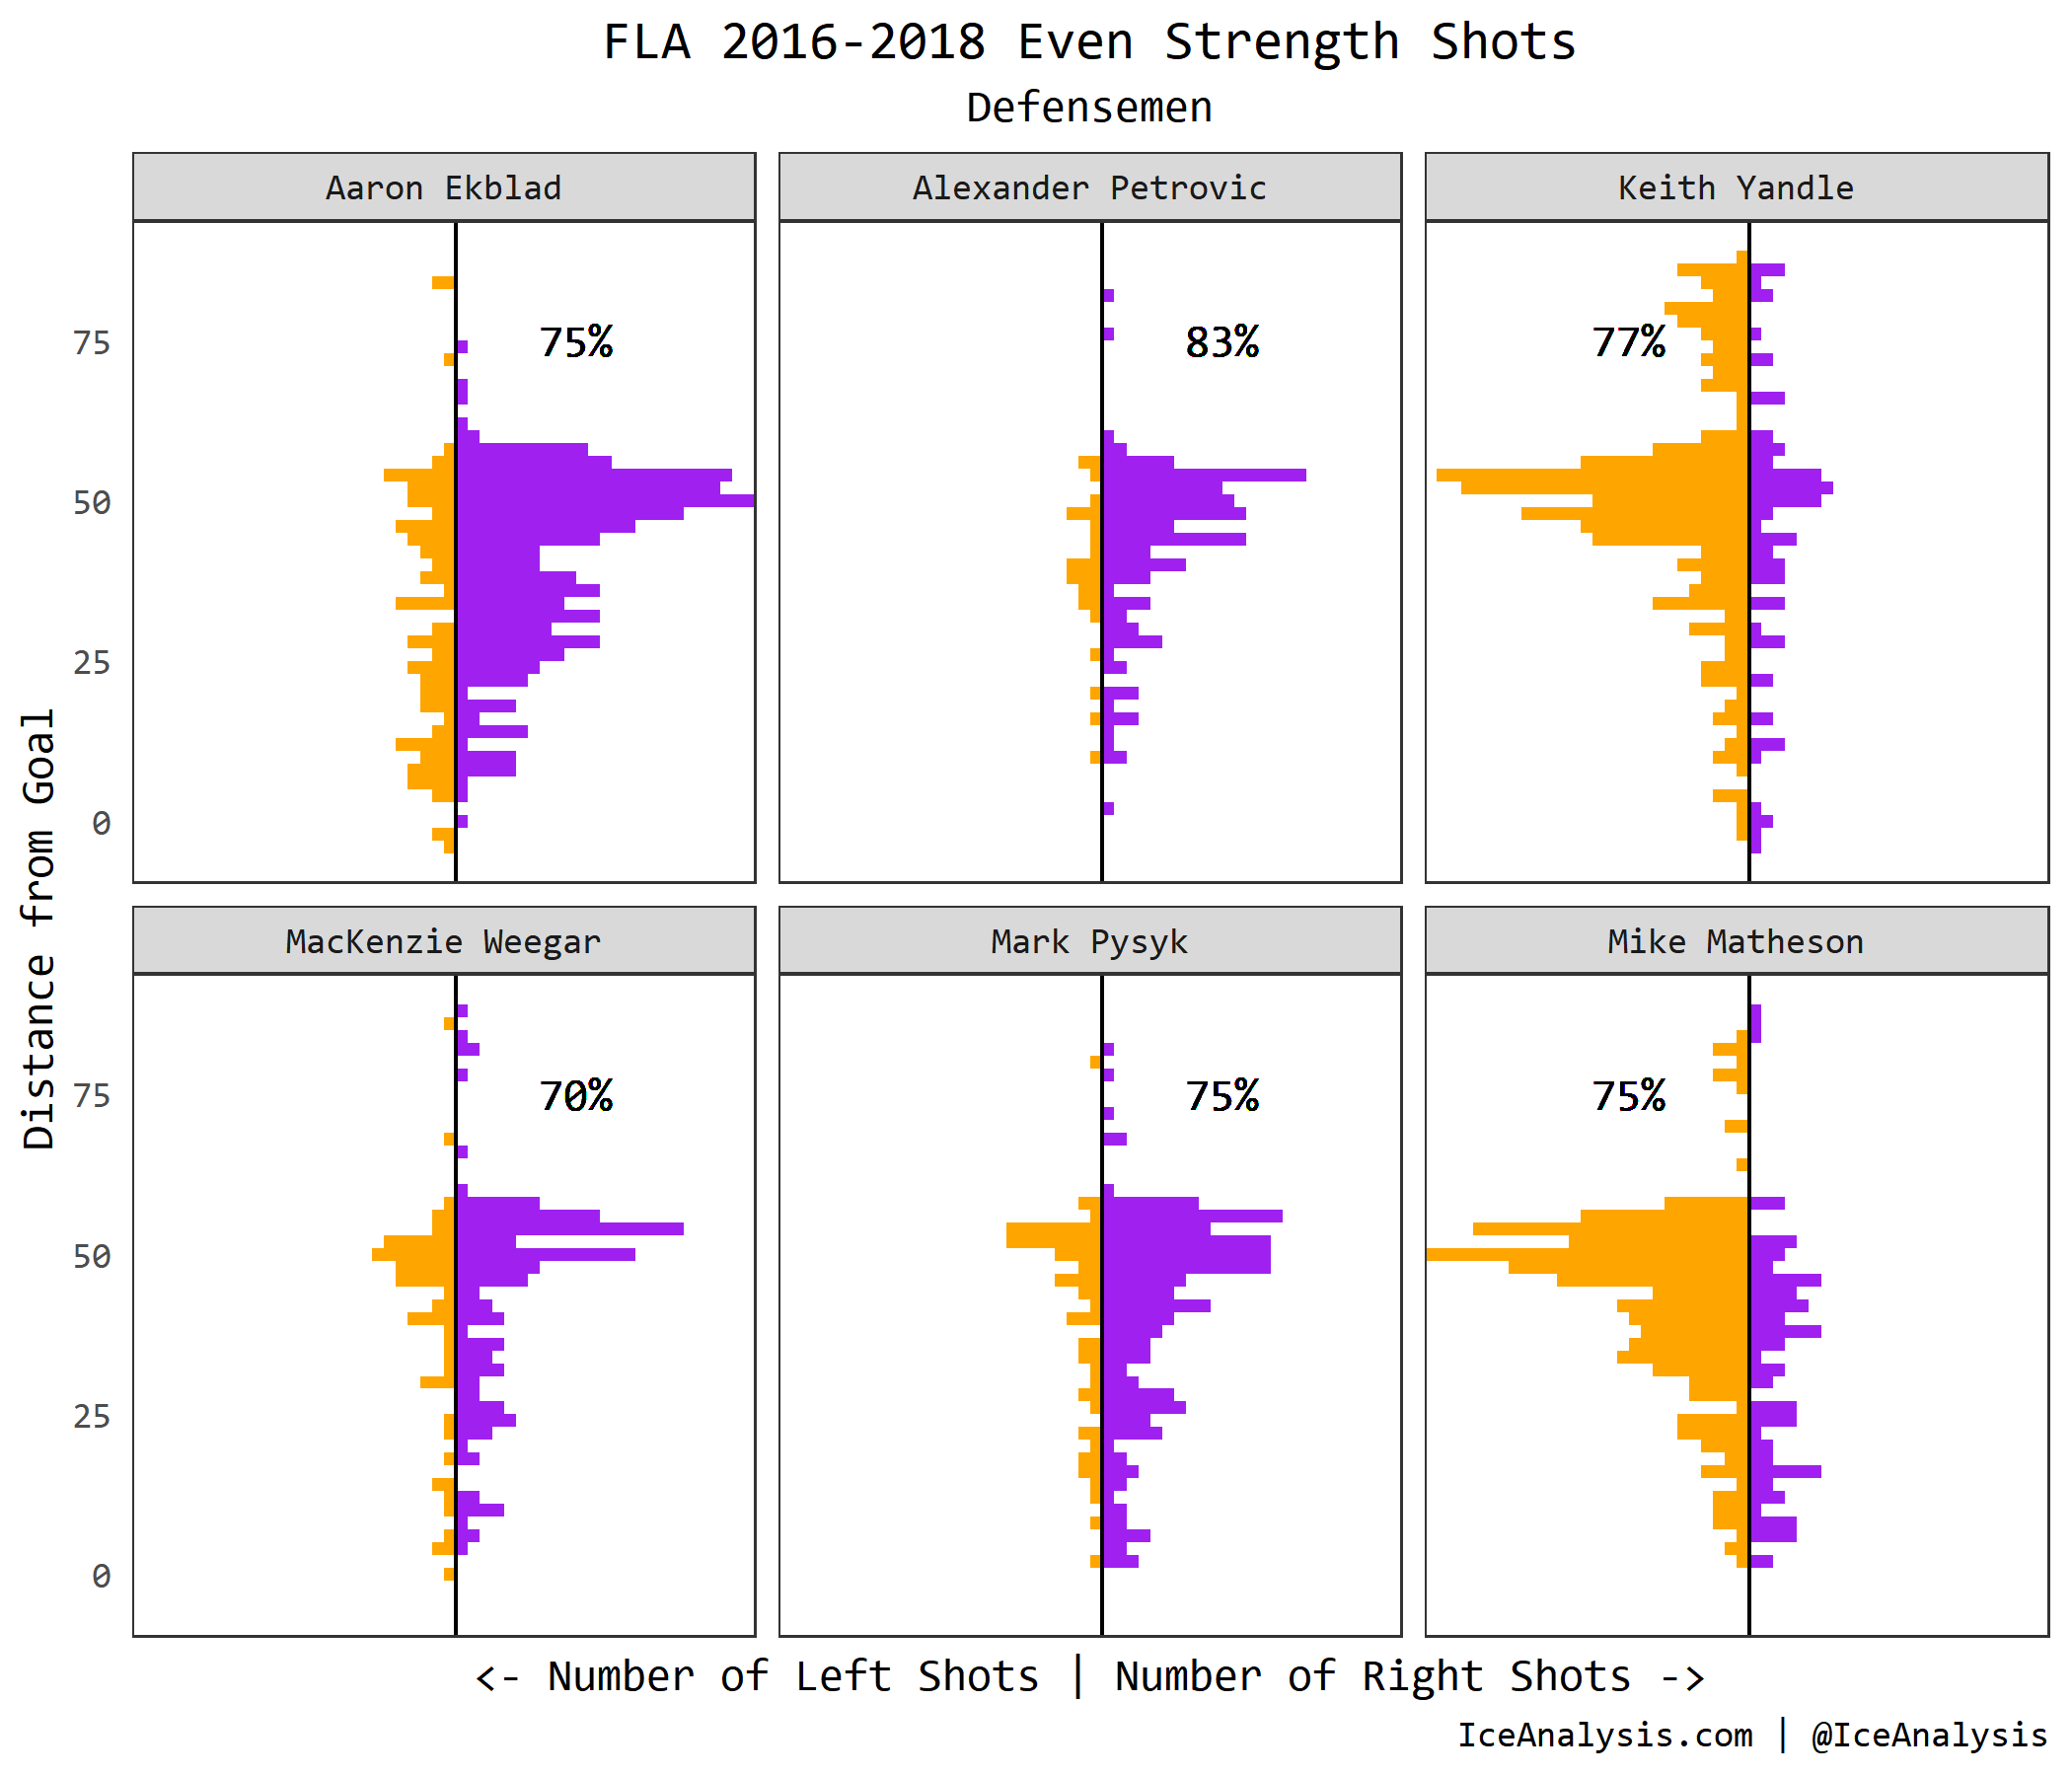 FLA 2016-2018 Even Strength Shots
Defensemen
Aaron Ekblad
Alexander Petrovic
Keith Yandle
75%
83%
77%
75
50
25
0
MacKenzie Weegar
Mark Pysyk
Mike Matheson
70%
75%
75%
75
50
25
0
Distance from Goal
<- Number of Left Shots | Number of Right Shots ->
IceAnalysis.com | @IceAnalysis